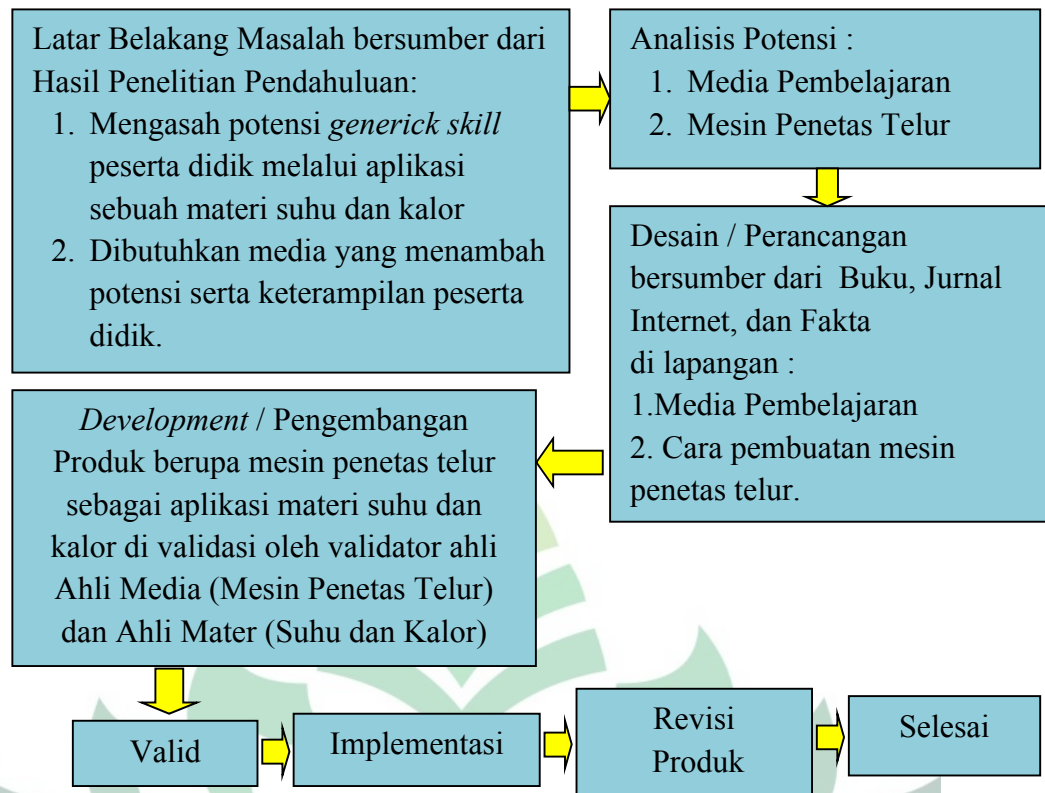 Latar Belakang Masalah bersumber dari
Hasil Penelitian Pendahuluan:
1. Mengasah potensi generick skill
peserta didik melalui aplikasi
sebuah materi suhu dan kalor
2. Dibutuhkan media yang menambah
potensi serta keterampilan peserta
didik.
Analisis Potensi :
1. Media Pembelajaran
2. Mesin Penetas Telur
Desain / Perancangan
bersumber dari Buku, Jurnal
Internet, dan Fakta
di lapangan :
1.Media Pembelajaran
2. Cara pembuatan mesin
penetas telur.
Development / Pengembangan
Produk berupa mesin penetas telur
sebagai aplikasi materi suhu dan
kalor di validasi oleh validator ahli
Ahli Media (Mesin Penetas Telur)
dan Ahli Mater (Suhu dan Kalor)
Valid
Implementasi
Revisi
Produk
Selesai